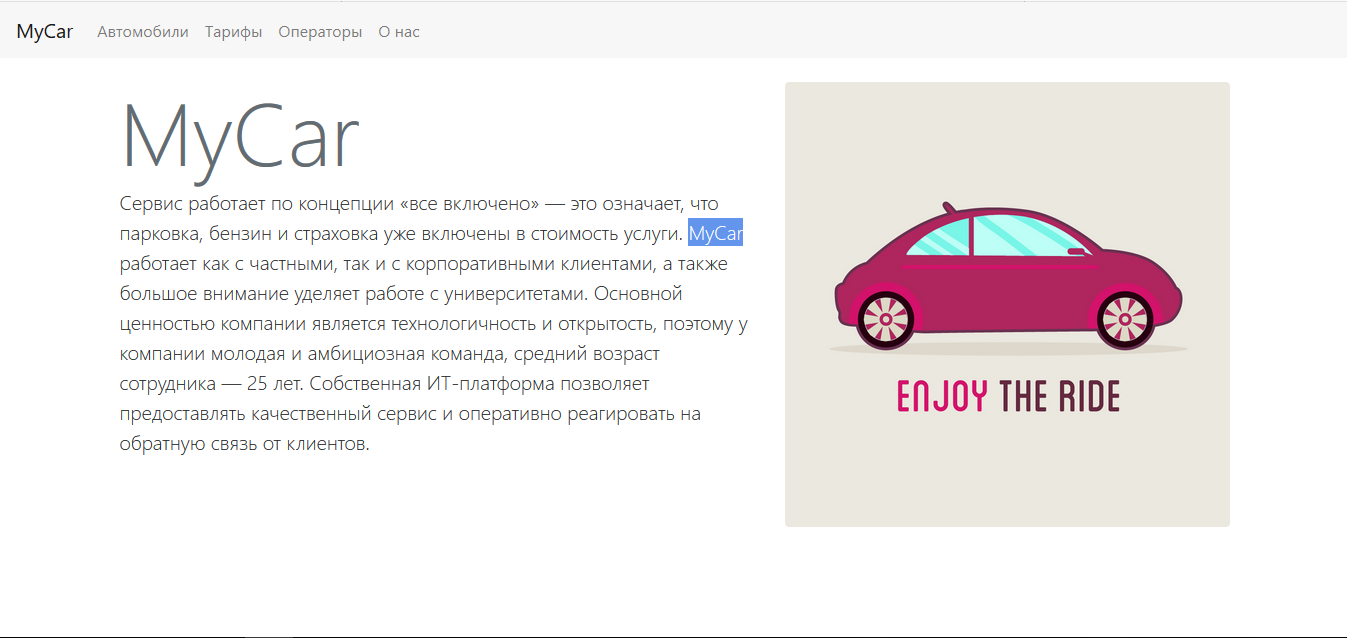 MyCar Автомобили Тарифы Операторы О нас
MyCar
Сервис работает по концепции «все включено» — это означает, что
парковка, бензин и страховка уже включены в стоимость услуги. MyCar
работает как с частными, так и с корпоративными клиентами, а также
большое внимание уделяет работе с университетами. Основной
ценностью компании является технологичность и открытость, поэтому у
компании молодая и амбициозная команда, средний возраст
сотрудника — 25 лет. Собственная ИТ-платформа позволяет
предоставлять качественный сервис и оперативно реагировать на
обратную связь от клиентов.
ENJOY THE RIDE